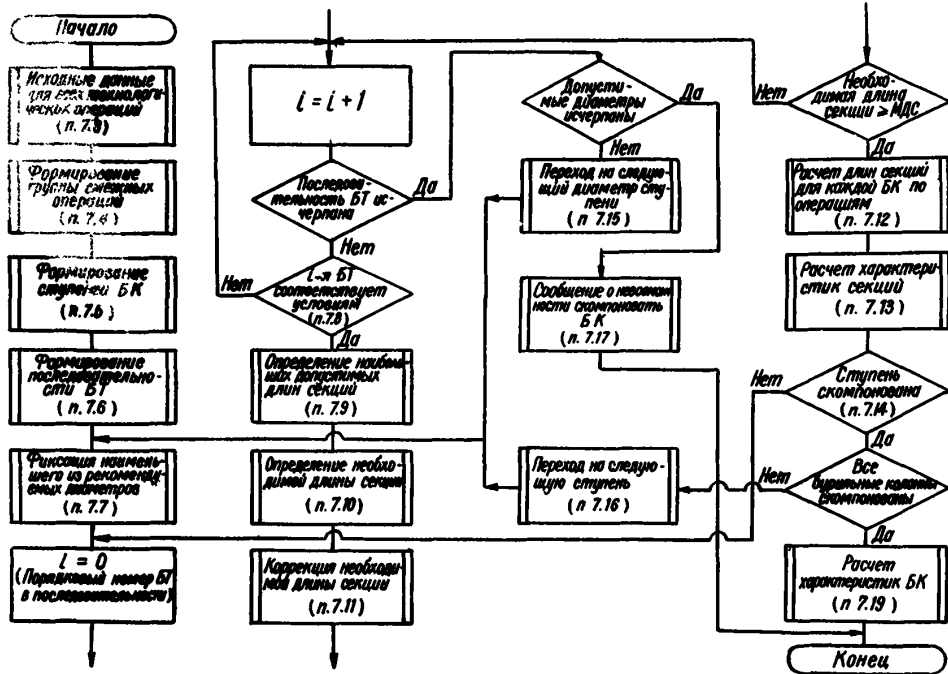 Начало
Исходные данные
для всех технологи-
ческих операций
(п. 7.3)
Формирование
группы смежных
операций
(п. 7.4)
Формирование
ступеней БК
(п.7.5)
Формирование
последовательно-
сти БТ
(п. 7.6)
Фиксация наимень-
шего из рекоменду-
емых диаметров
(п. 7.7)
i = 0
(Порядковый номер БТ
в последовательности)
i = i + 1
Последова-
тельность БТ ис-
черпана
Да
Нет
i-я БТ
соответствует
условиям
(п.7.8)
Нет
Да
Определение наиболь-
ших допустимых
длин секций
(п. 7.9)
Определение необхо-
димой длины секции
(п. 7.10)
Коррекция необходи-
мой длины секции
(п. 7.11)
Допусти-
мые диаметры
исчерпаны
Да
Нет
Переход на следую-
щий диаметр сту-
пени
(п 7.15)
Сообщение о невозмож-
ности скомпоновать
БК
(п. 7.17)
Переход на следую-
щую ступень
(п 7.16)
Необхо-
димая длина
секции ≥ МДС
Нет
Да
Расчет длин секций
для каждой БК по
операциям
(п. 7.12)
Расчет характери-
стик секций
(п. 7.13)
Ступень
скомпонована
(п.7.14)
Нет
Да
Все
бурильные колонны
скомпонованы
Нет
Да
Расчет
характеристик БК
(п 7.19)
Конец